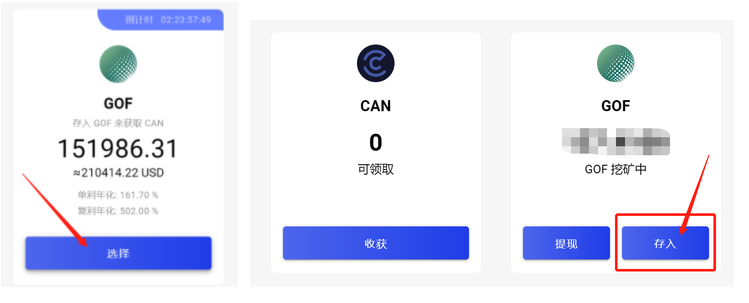 倒计时 02:23:57:49
GOF
存入 GOF 来获取 CAN
151986.31
≈210414.22 USD
单利年化: 161.70 %
复利年化: 502.00 %
选择
CAN
0
可领取
收获
GOF
GOF 挖矿中
提现
存入